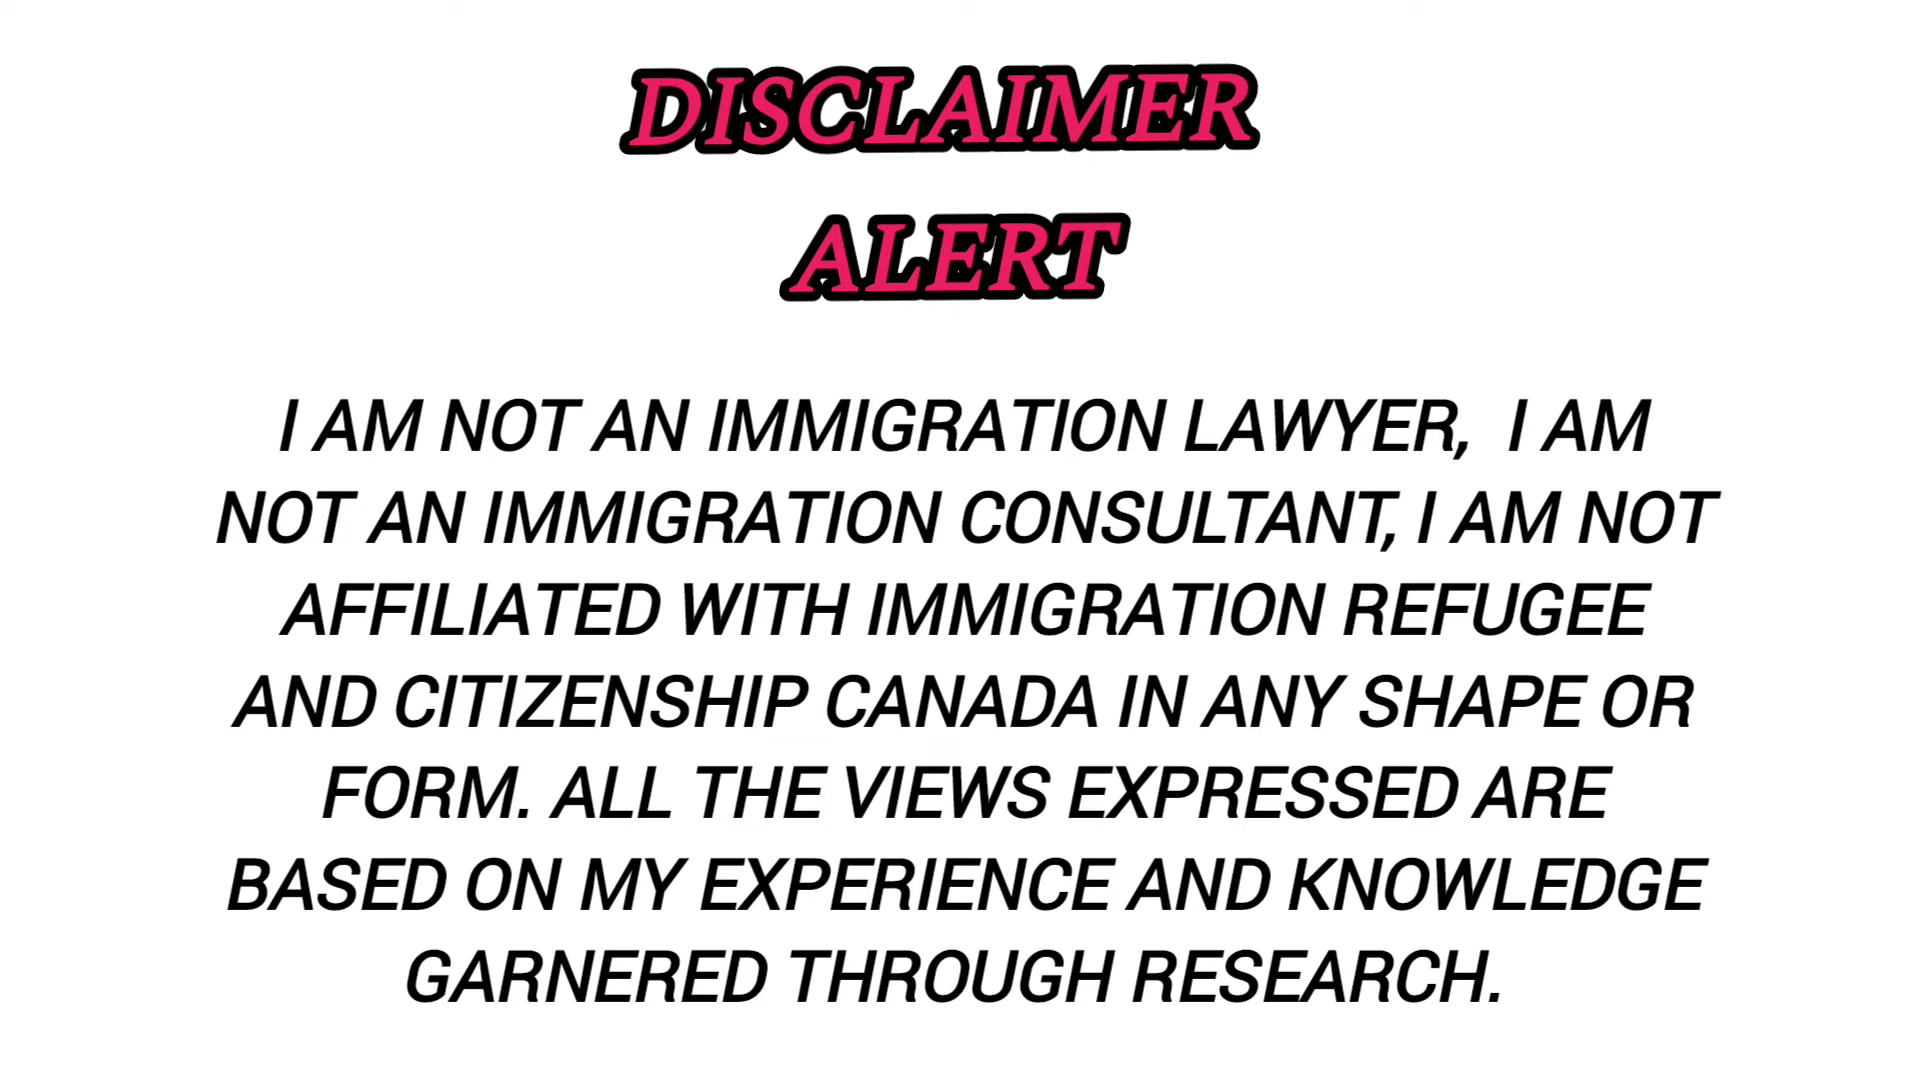 DISCLAIMER
ALERT
I AM NOT AN IMMIGRATION LAWYER, I AM
NOT AN IMMIGRATION CONSULTANT, I AM NOT
AFFILIATED WITH IMMIGRATION REFUGEE
AND CITIZENSHIP CANADA IN ANY SHAPE OR
FORM. ALL THE VIEWS EXPRESSED ARE
BASED ON MY EXPERIENCE AND KNOWLEDGE
GARNERED THROUGH RESEARCH.